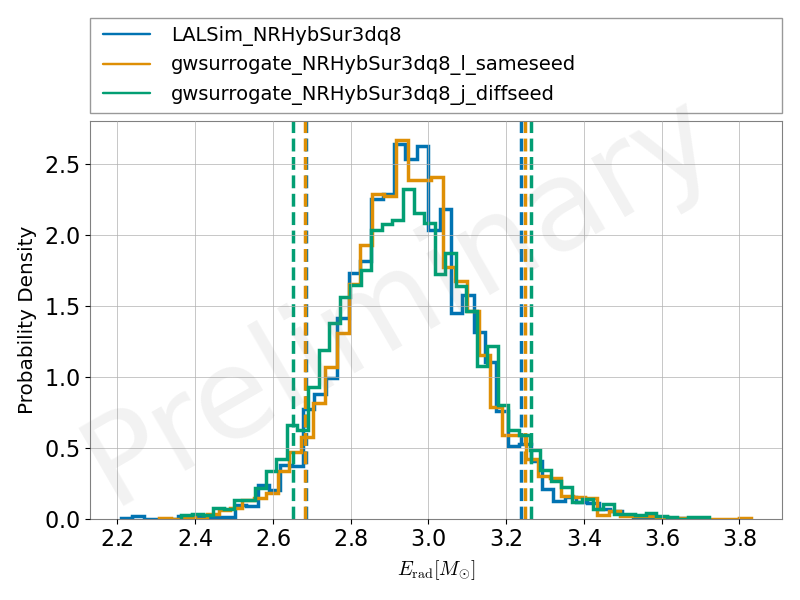 LALSim_NRHybSur3dq8
gwsurrogate_NRHybSur3dq8_l_sameseed
gwsurrogate_NRHybSur3dq8_j_diffseed
Preliminary
Probability Density
2.5
2.0
1.5
1.0
0.5
0.0
2.2 2.4 2.6 2.8 3.0 3.2 3.4 3.6 3.8
E_rad[M_⊙]